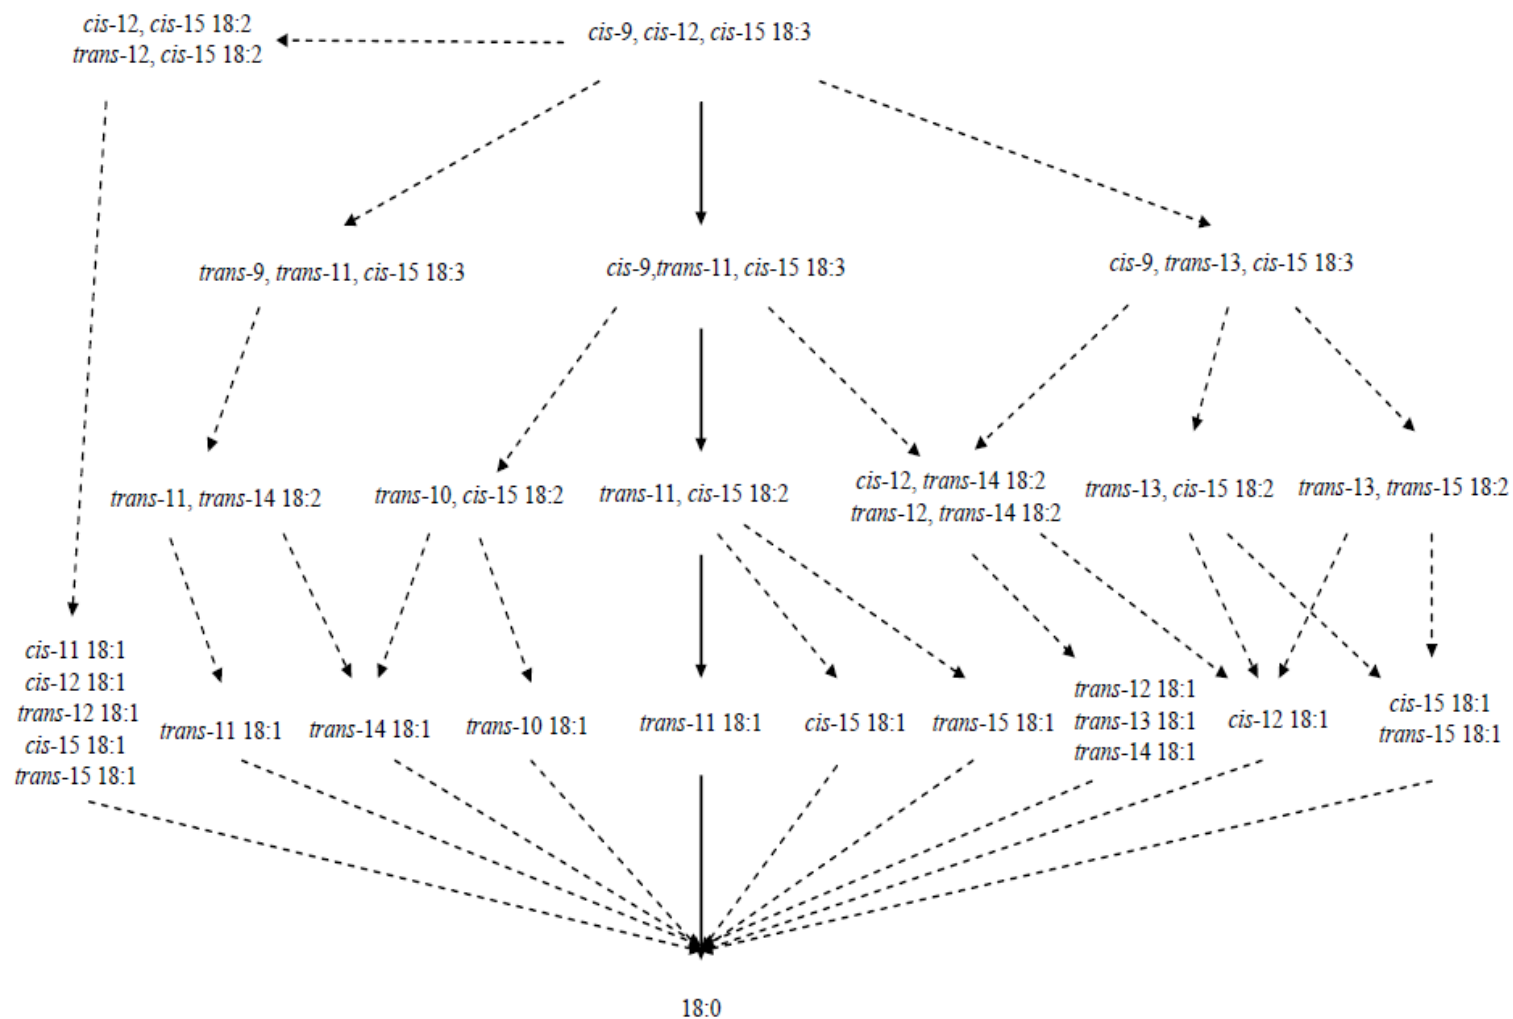 cis-12, cis-15 18:2
trans-12, cis-15 18:2
cis-9, cis-12, cis-15 18:3
trans-9, trans-11, cis-15 18:3
cis-9,trans-11, cis-15 18:3
cis-9, trans-13, cis-15 18:3
trans-11, trans-14 18:2
trans-10, cis-15 18:2
trans-11, cis-15 18:2
cis-12, trans-14 18:2
trans-12, trans-14 18:2
trans-13, cis-15 18:2
trans-13, trans-15 18:2
cis-11 18:1
cis-12 18:1
trans-12 18:1
cis-15 18:1
trans-15 18:1
trans-11 18:1
trans-14 18:1
trans-10 18:1
trans-11 18:1
cis-15 18:1
trans-15 18:1
trans-12 18:1
trans-13 18:1
trans-14 18:1
cis-12 18:1
cis-15 18:1
trans-15 18:1
18:0